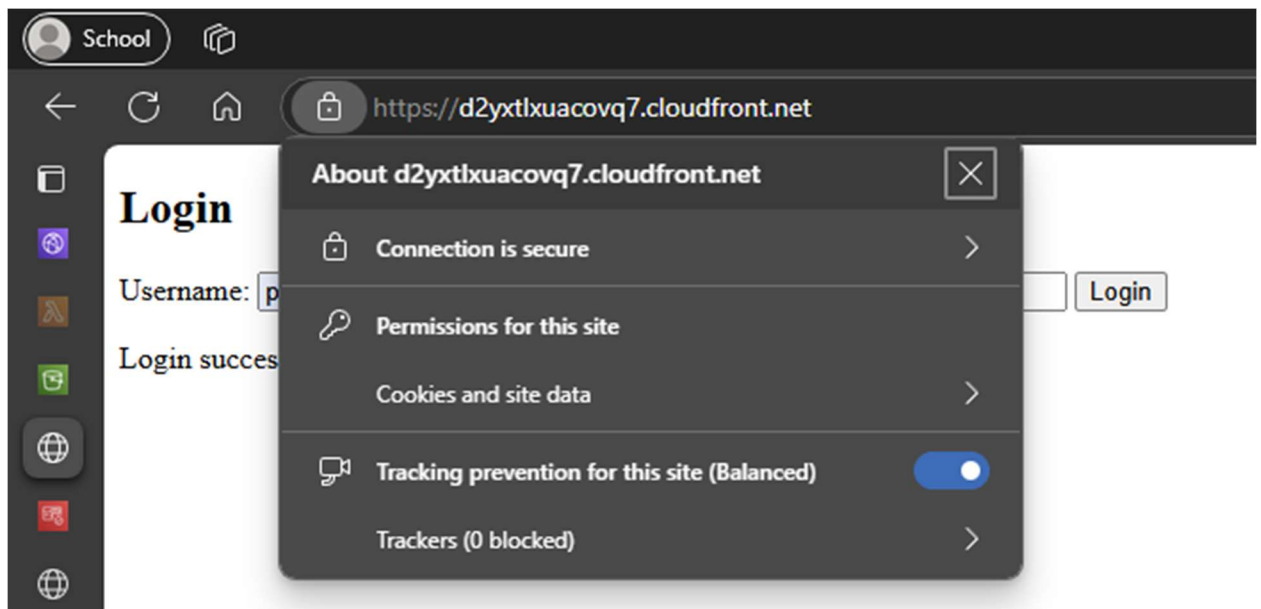 School
https://d2yxtlxuacovq7.cloudfront.net
About d2yxtlxuacovq7.cloudfront.net
Login
Connection is secure
Username: p
Login
Permissions for this site
Login succes
Cookies and site data
Tracking prevention for this site (Balanced)
Trackers (0 blocked)